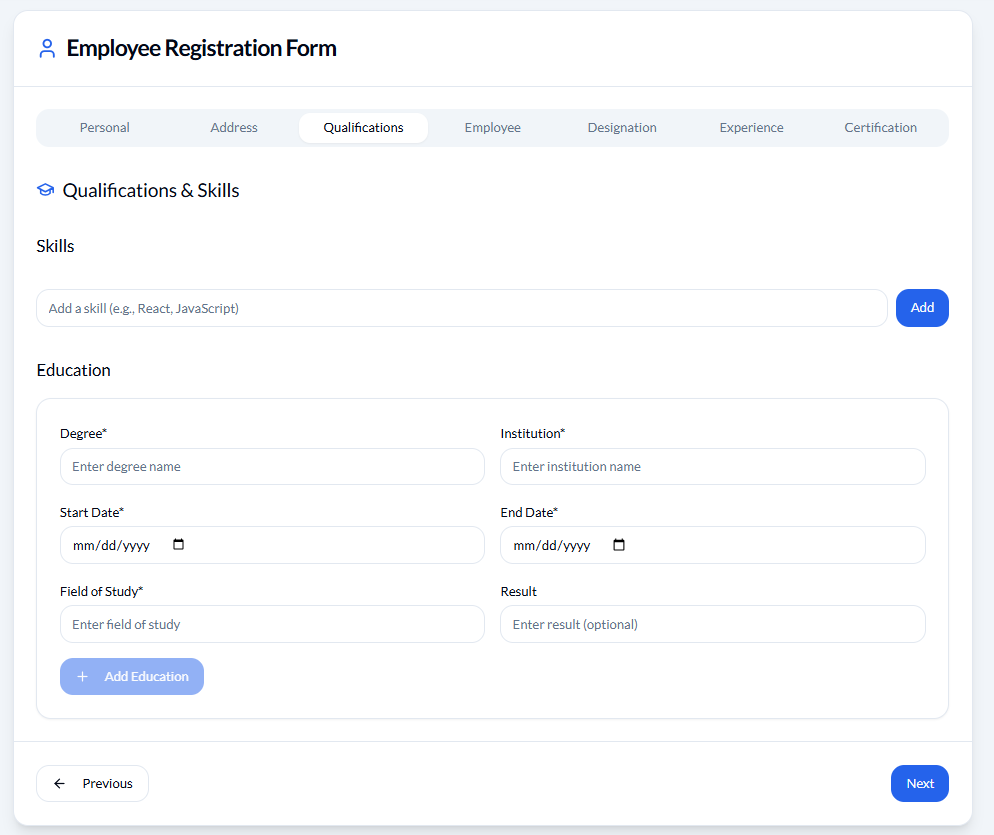 Employee Registration Form
Personal Address Qualifications Employee Designation Experience Certification
Qualifications & Skills
Skills
Add a skill (e.g., React, JavaScript) Add
Education
Degree* Institution*
Enter degree name Enter institution name
Start Date* End Date*
mm/dd/yyyy mm/dd/yyyy
Field of Study* Result
Enter field of study Enter result (optional)
+ Add Education
← Previous Next